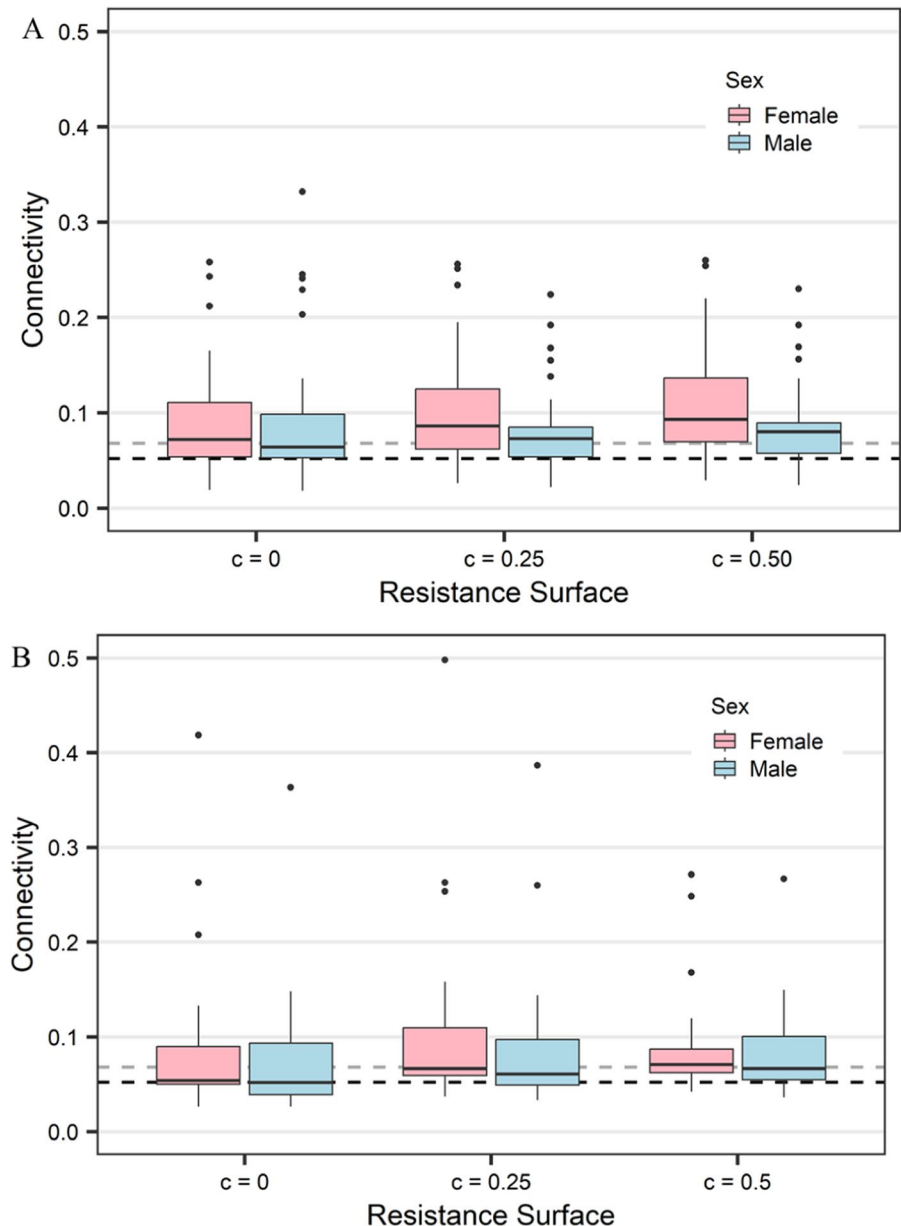 A
0.5
0.4
0.3
0.2
0.1
0.0
Connectivity
Sex
Female
Male
c = 0
c = 0.25
c = 0.50
Resistance Surface
B
0.5
0.4
0.3
0.2
0.1
0.0
Connectivity
Sex
Female
Male
c = 0
c = 0.25
c = 0.5
Resistance Surface